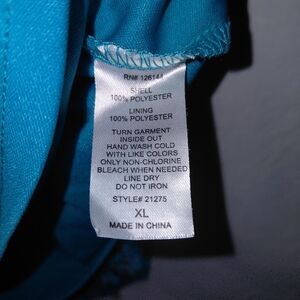 RN# 126144
SHELL
100% POLYESTER
LINING
100% POLYESTER
TURN GARMENT
INSIDE OUT
HAND WASH COLD
WITH LIKE COLORS
ONLY NON-CHLORINE
BLEACH WHEN NEEDED
LINE DRY
DO NOT IRON
STYLE# 21275
XL
MADE IN CHINA